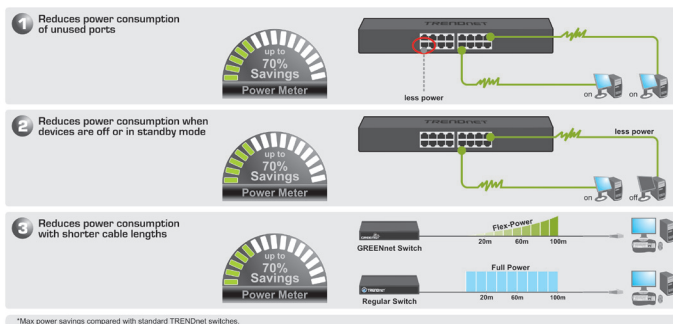 1 Reduces power consumption
of unused ports
up to
70%
Savings
Power Meter
TRENDNET
less power
on
on
2 Reduces power consumption when
devices are off or in standby mode
up to
70%
Savings
Power Meter
TRENDNET
less power
on
off
3 Reduces power consumption
with shorter cable lengths
up to
70%
Savings
Power Meter
Flex-Power
20m 60m 100m
GREENnet Switch
Full Power
TRENDNET
20m 60m 100m
Regular Switch
*Max power savings compared with standard TRENDnet switches.